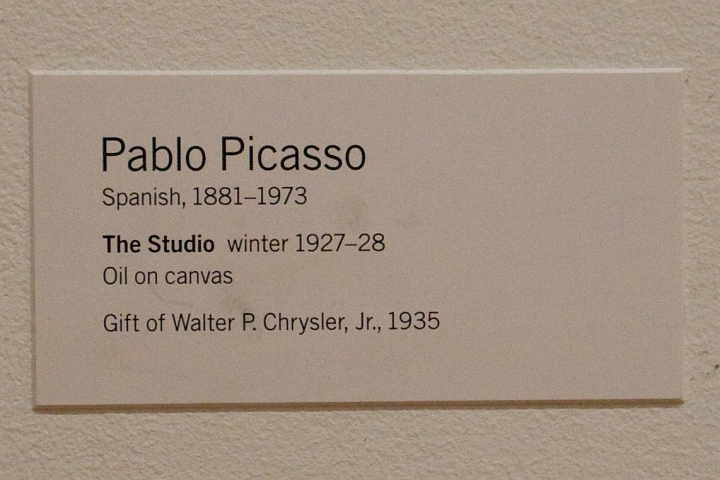 Pablo Picasso
Spanish, 1881–1973
The Studio winter 1927–28
Oil on canvas
Gift of Walter P. Chrysler, Jr., 1935